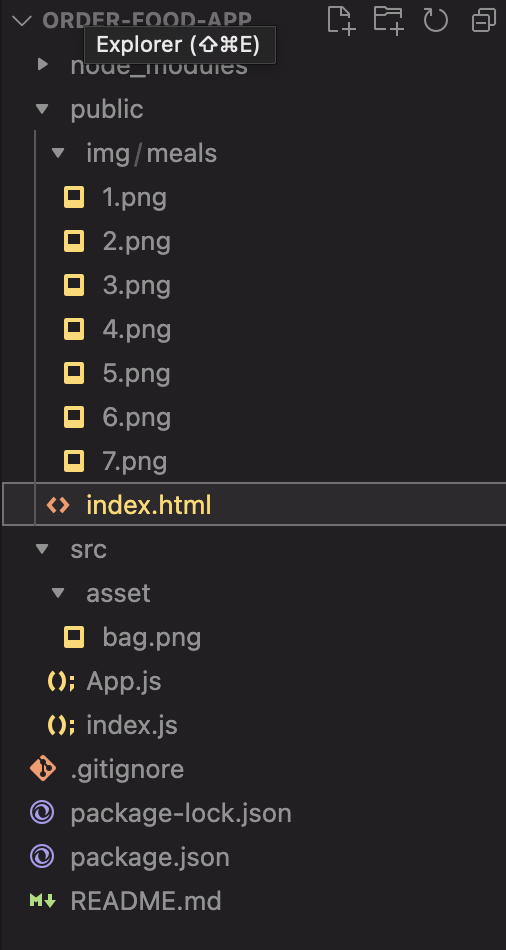 ORDER-FOOD-APP
Explorer (⇧⌘E)
node_modules
public
img/meals
1.png
2.png
3.png
4.png
5.png
6.png
7.png
index.html
src
asset
bag.png
App.js
index.js
.gitignore
package-lock.json
package.json
README.md